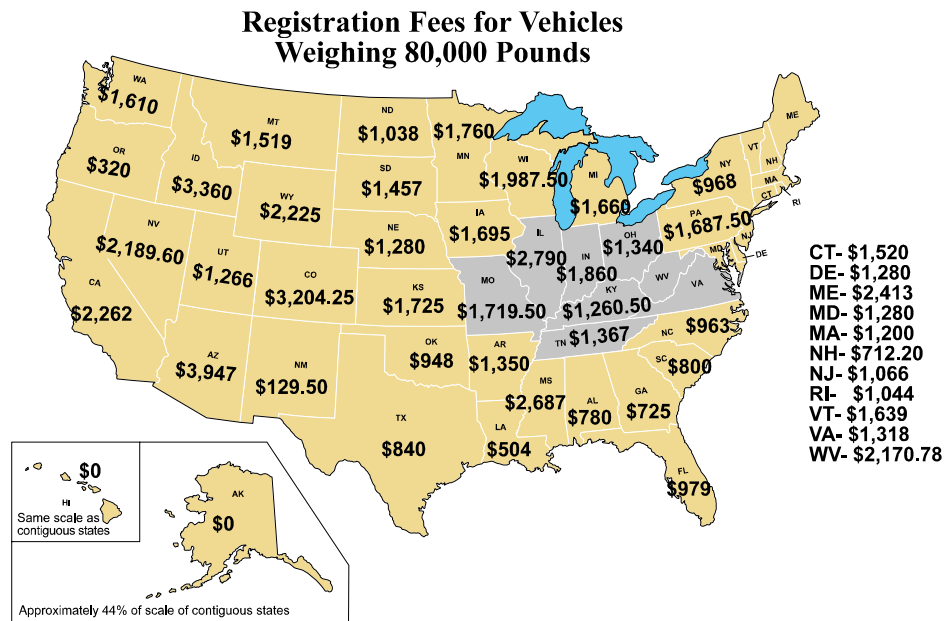 Registration Fees for Vehicles
Weighing 80,000 Pounds
WA
$1,610
OR
$320
ID
$3,360
MT
$1,519
ND
$1,038
$1,760
MN
SD
$1,457
WY
$2,225
WI
$1,987.50
MI
$1,660
NY
$968
VT
NH
ME
MA
CT
RI
PA
$1,687.50
NJ
MD
DE
NV
$2,189.60
UT
$1,266
CO
$3,204.25
NE
$1,280
IA
$1,695
IL
$2,790
IN
$1,860
OH
$1,340
CA
$2,262
KS
$1,725
MO
$1,719.50
KY
$1,260.50
WV
VA
AZ
$3,947
NM
$129.50
OK
$948
AR
$1,350
TN $1,367
NC $963
SC
$800
TX
$840
LA
$504
MS
$2,687
AL
$780
GA
$725
FL
$979
CT- $1,520
DE- $1,280
ME- $2,413
MD- $1,280
MA- $1,200
NH- $712.20
NJ- $1,066
RI- $1,044
VT- $1,639
VA- $1,318
WV- $2,170.78
$0
HI
Same scale as
contiguous states
AK
$0
Approximately 44% of scale of contiguous states